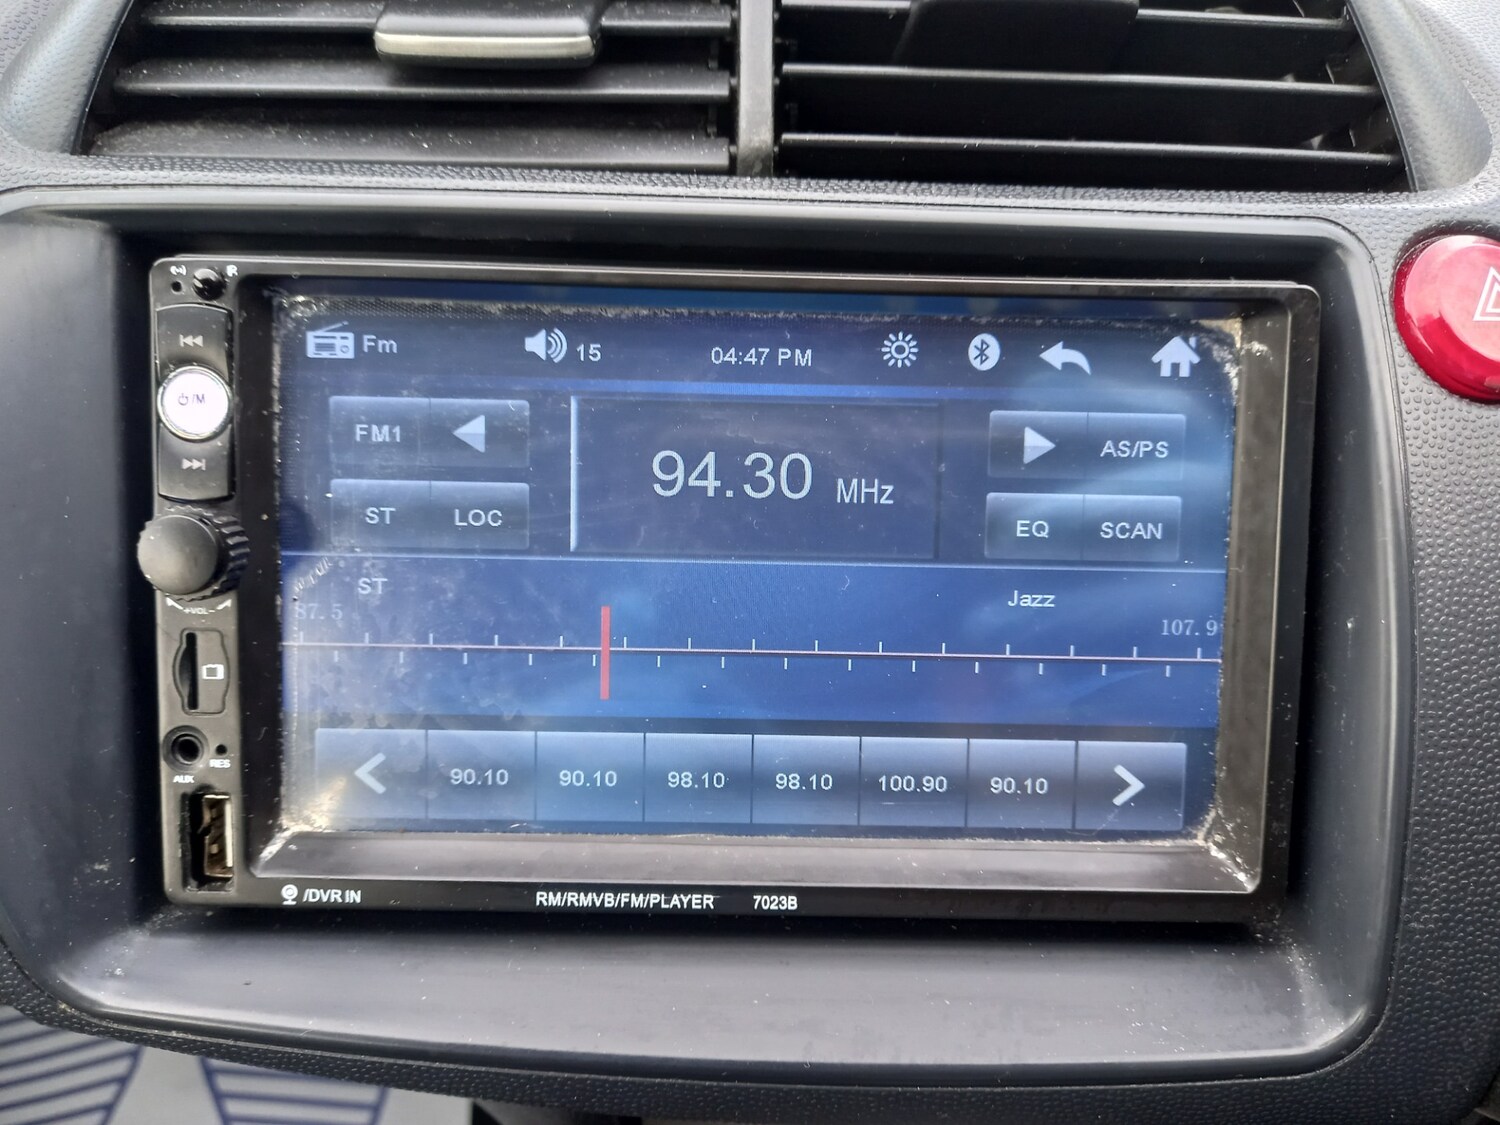 IR
Fm 15 04:47 PM
⏻/M
FM1 AS/PS
94.30 MHz
ST LOC EQ SCAN
ST Jazz
87.5 107.9
+VOL-
RES
AUX
90.10 90.10 98.10 98.10 100.90 90.10
/DVR IN RM/RMVB/FM/PLAYER 7023B